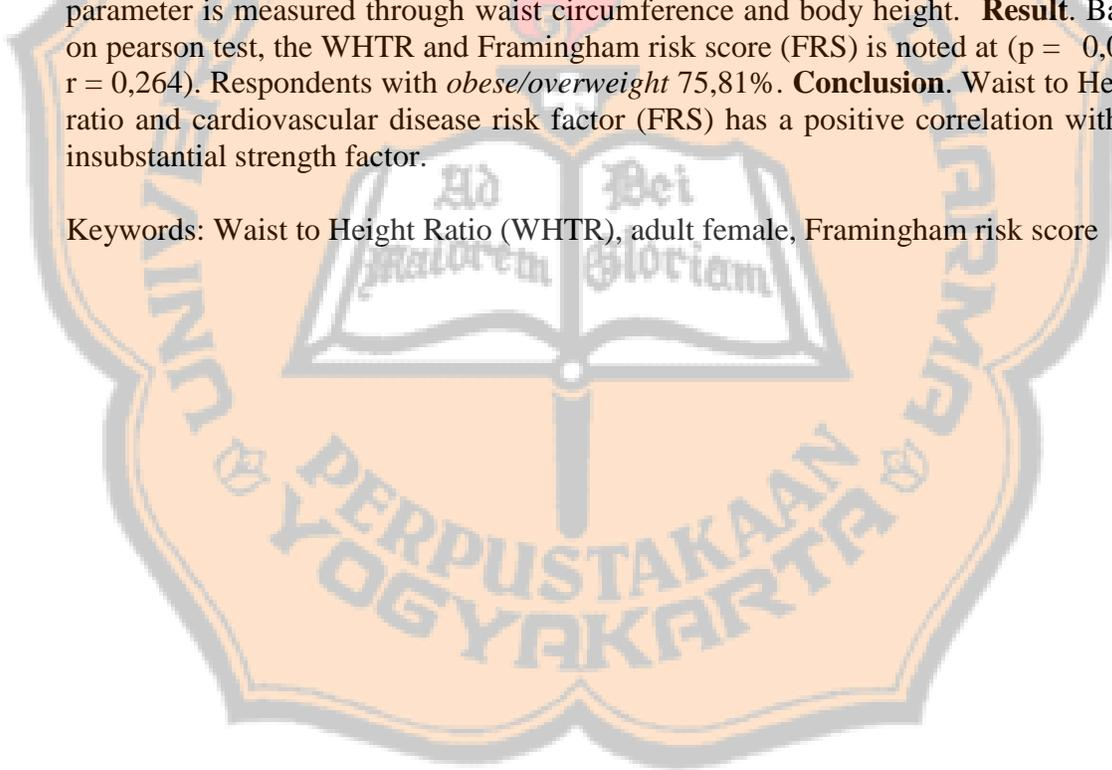 parameter is measured through waist circumference and body height. Result. Ba
on pearson test, the WHTR and Framingham risk score (FRS) is noted at (p = 0,0
r = 0,264). Respondents with obese/overweight 75,81%. Conclusion. Waist to He
ratio and cardiovascular disease risk factor (FRS) has a positive correlation with
insubstantial strength factor.
Keywords: Waist to Height Ratio (WHTR), adult female, Framingham risk score
Ad Dei
Maiorem Gloriam
PERPUSTAKAAN
YOGYAKARTA